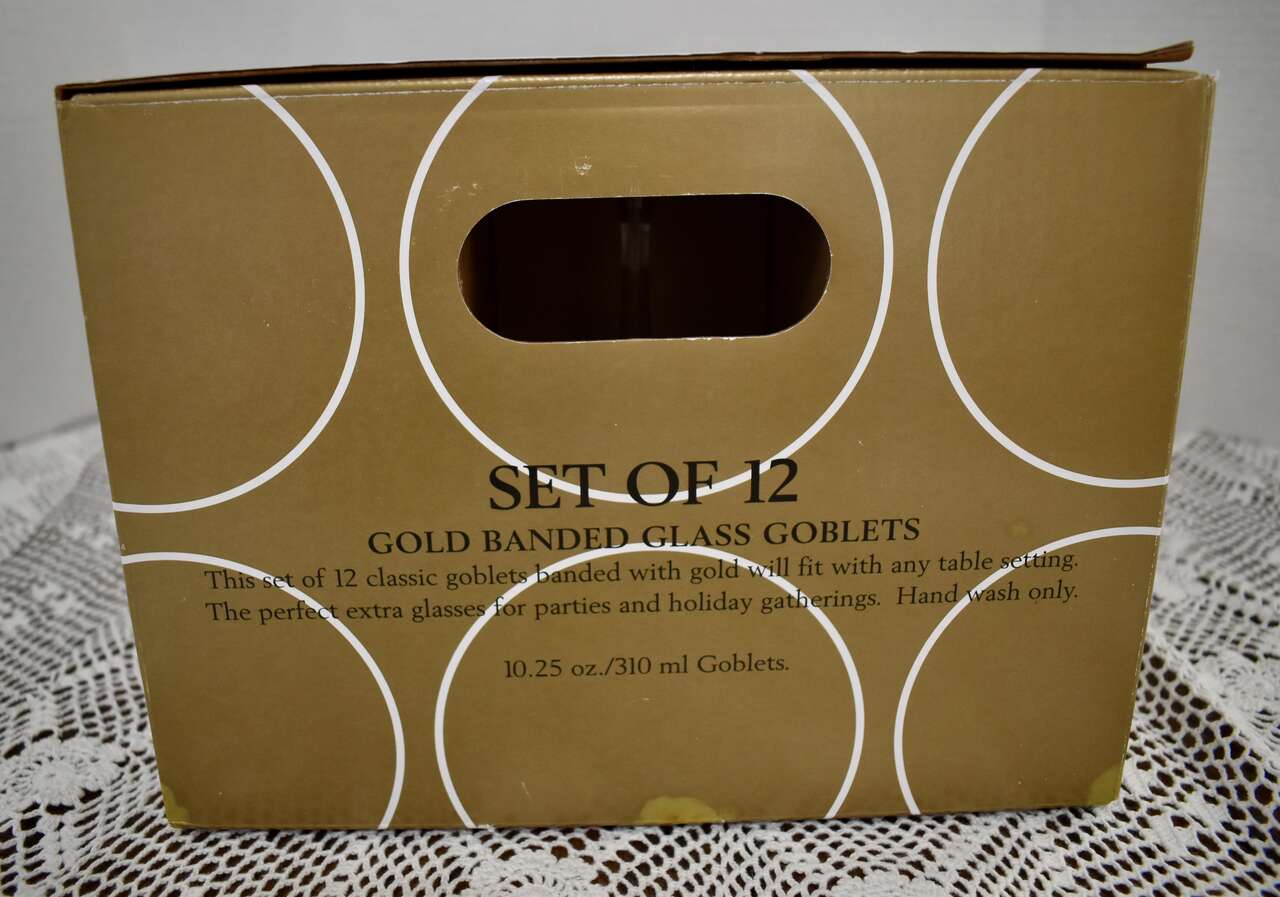 SET OF 12
GOLD BANDED GLASS GOBLETS
This set of 12 classic goblets banded with gold will fit with any table setting.
The perfect extra glasses for parties and holiday gatherings. Hand wash only.
10.25 oz./310 ml Goblets.